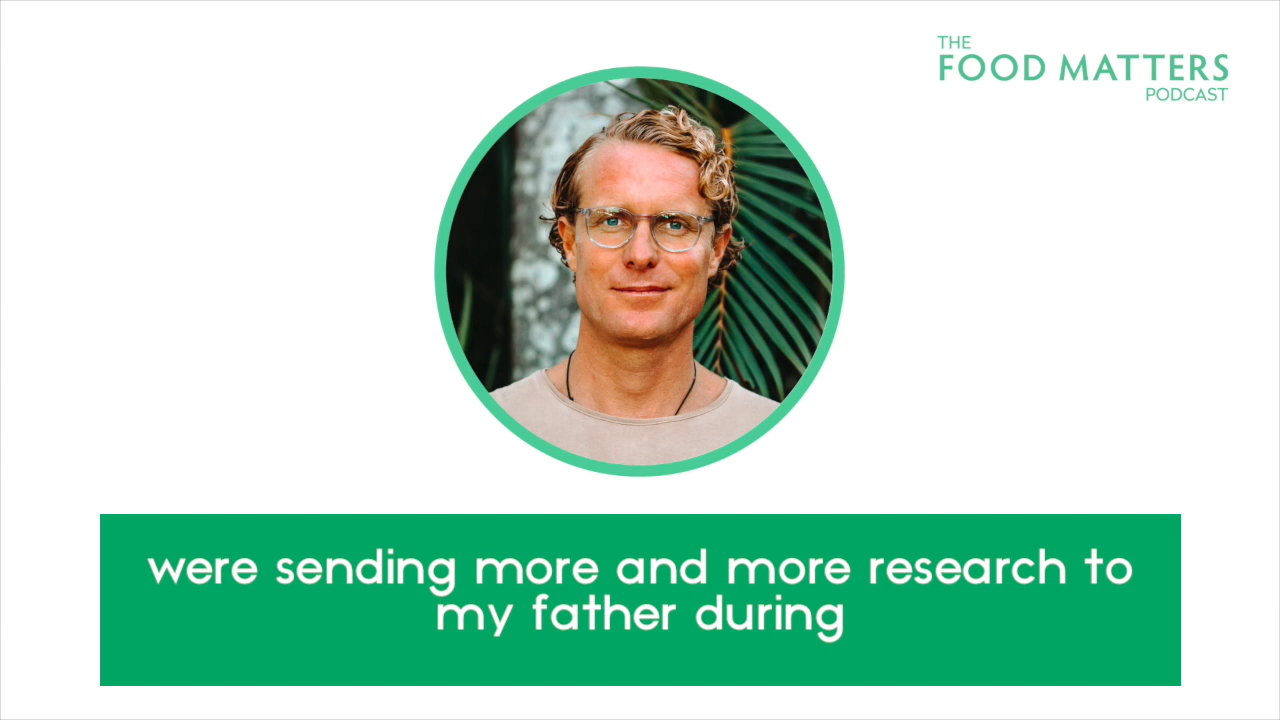 THE
FOOD MATTERS
PODCAST
were sending more and more research to
my father during